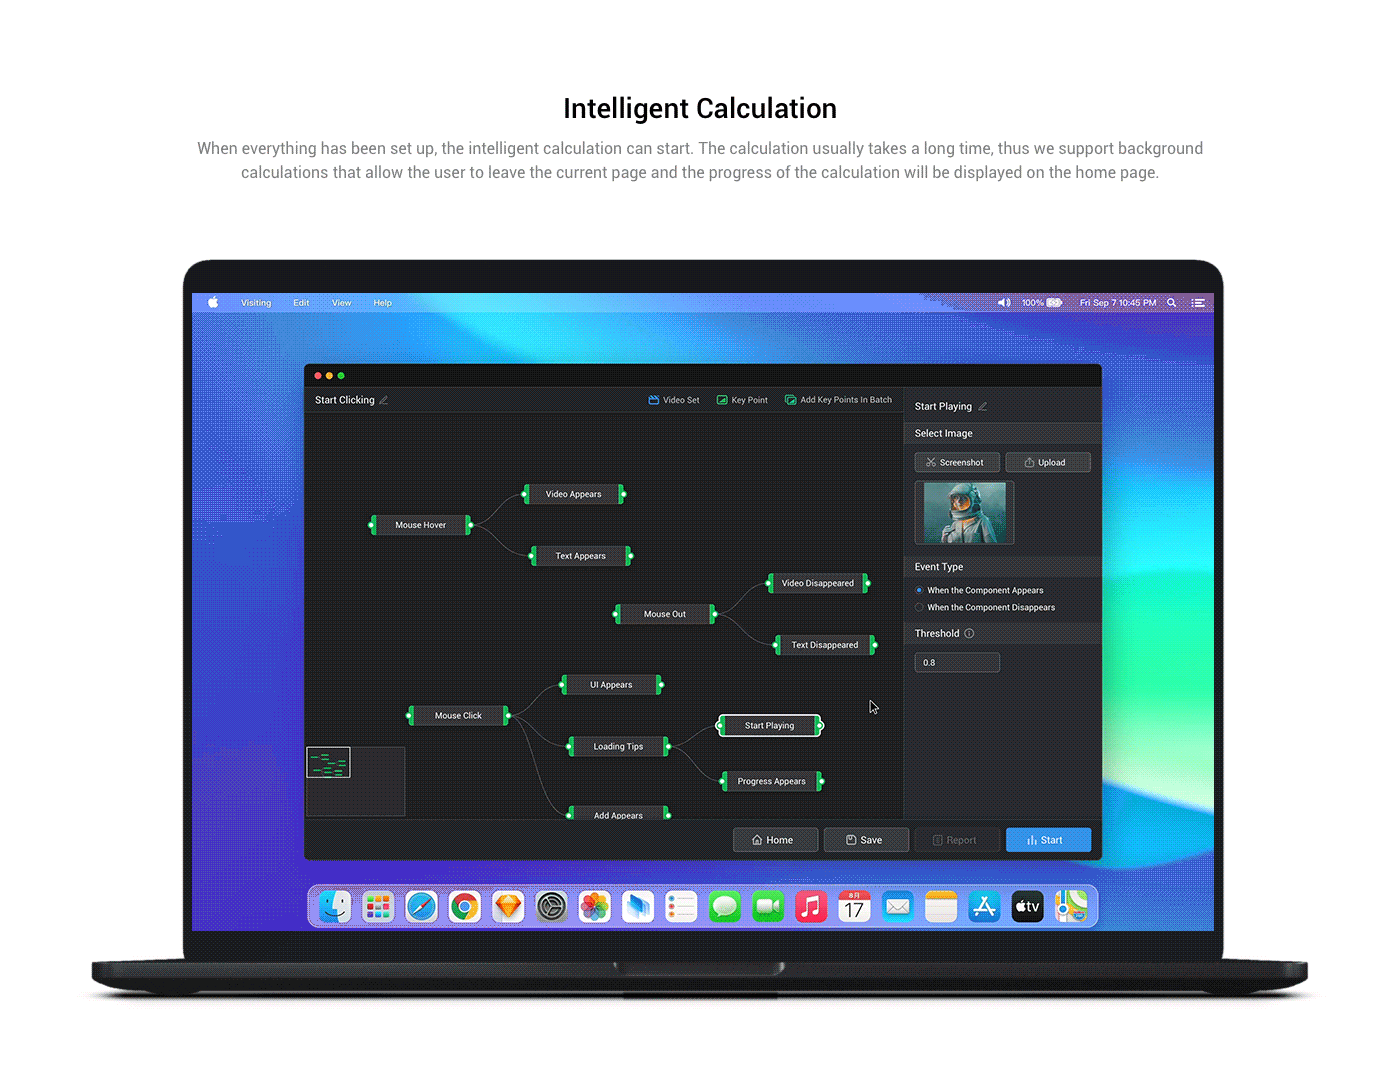 Intelligent Calculation
When everything has been set up, the intelligent calculation can start. The calculation usually takes a long time, thus we support background
calculations that allow the user to leave the current page and the progress of the calculation will be displayed on the home page.
Visiting Edit View Help 100% Fri Sep 7 10:45 PM
Start Clicking Video Set Key Point Add Key Points In Batch
Start Playing
Select Image
Screenshot Upload
Video Appears
Mouse Hover
Text Appears
Event Type
Video Disappeared
When the Component Appears
When the Component Disappears
Mouse Out
Threshold
Text Disappeared
0.8
UI Appears
Mouse Click
Start Playing
Loading Tips
Progress Appears
Add Appears
Home Save Report Start
8月
17
tv